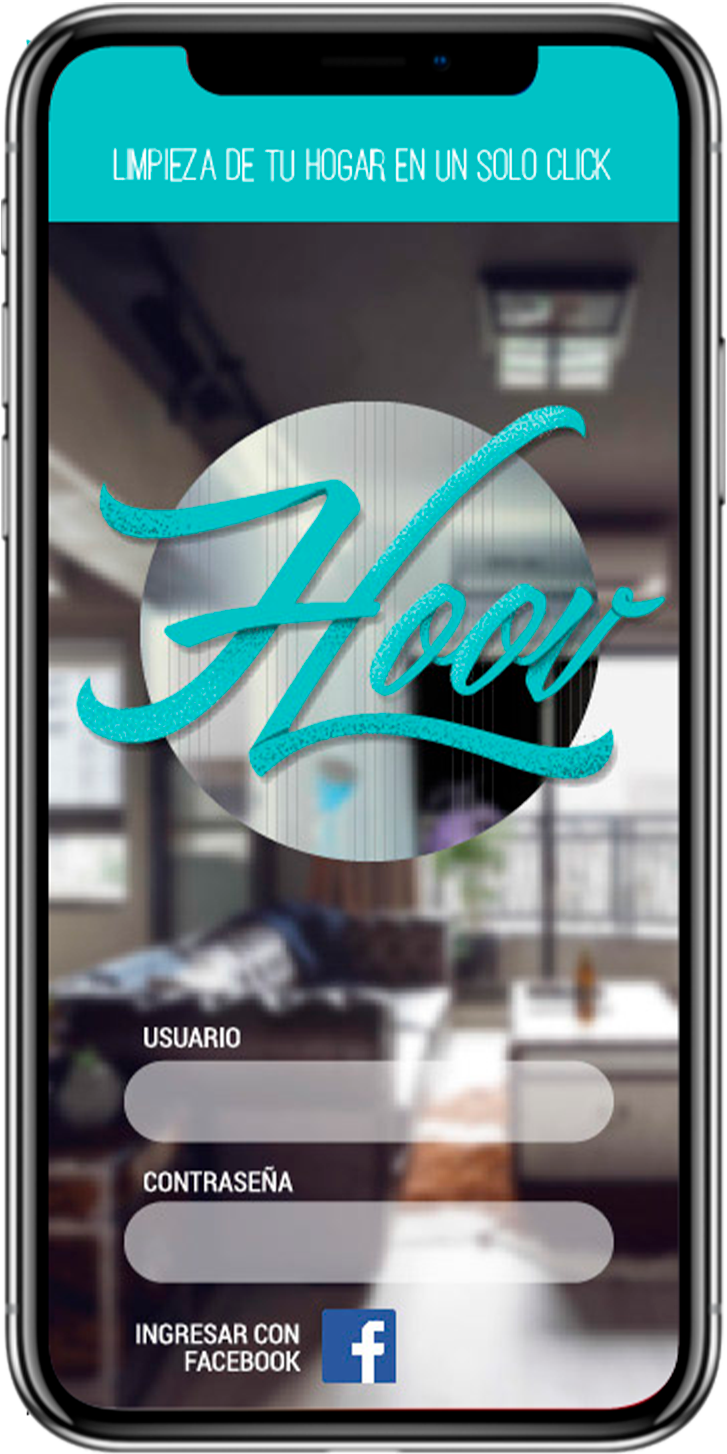 LIMPIEZA DE TU HOGAR EN UN SOLO CLICK
Hoov
USUARIO
CONTRASEÑA
INGRESAR CON
FACEBOOK
f